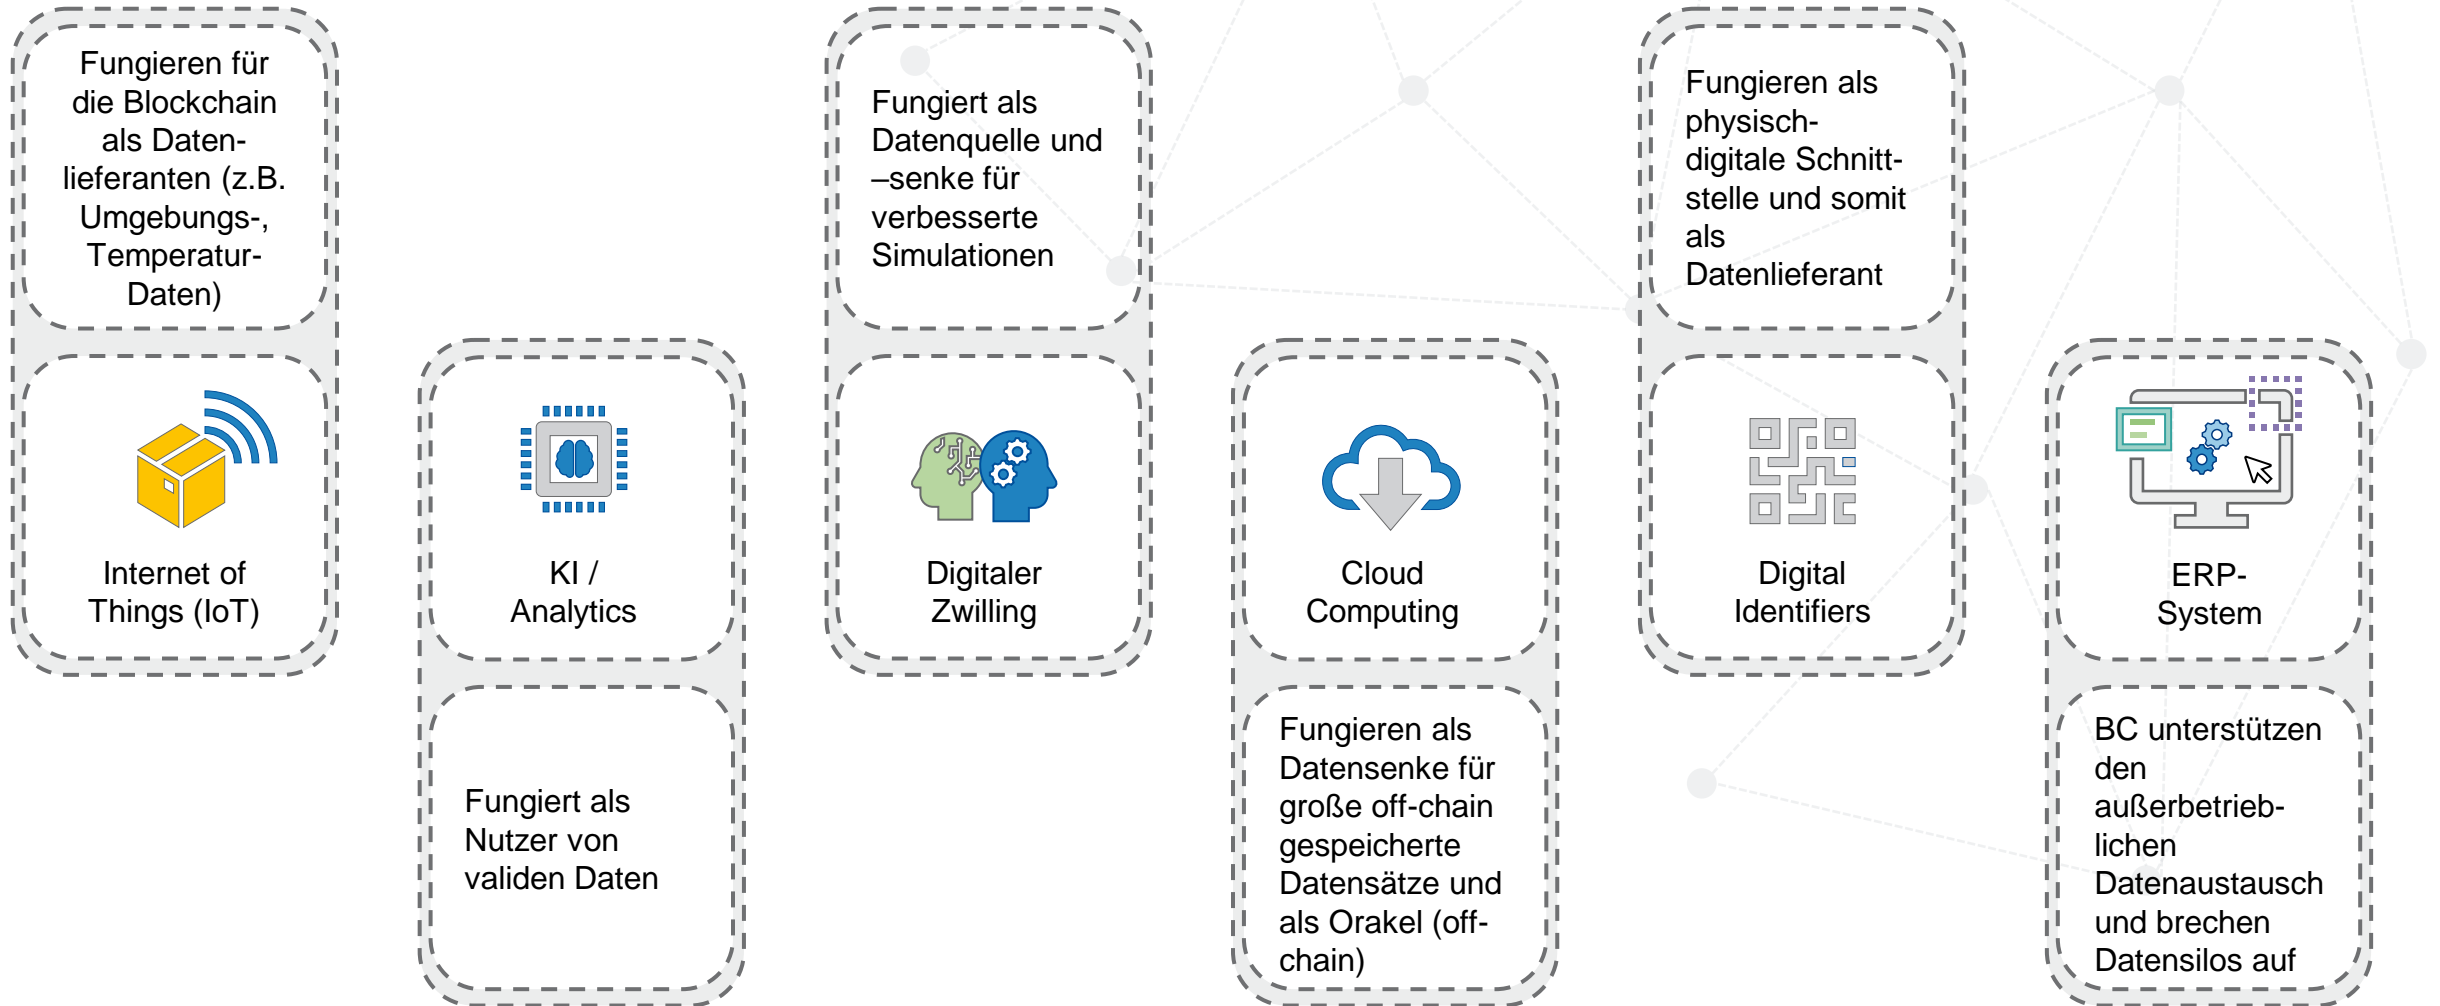 Fungieren für
die Blockchain
als Daten-
lieferanten (z.B.
Umgebungs-,
Temperatur-
Daten)
Internet of
Things (IoT)
KI /
Analytics
Fungiert als
Nutzer von
validen Daten
Fungiert als
Datenquelle und
–senke für
verbesserte
Simulationen
Digitaler
Zwilling
Cloud
Computing
Fungieren als
Datensenke für
große off-chain
gespeicherte
Datensätze und
als Orakel (off-
chain)
Fungieren als
physisch-
digitale Schnitt-
stelle und somit
als
Datenlieferant
Digital
Identifiers
ERP-
System
BC unterstützen
den
außerbetrieb-
lichen
Datenaustausch
und brechen
Datensilos auf